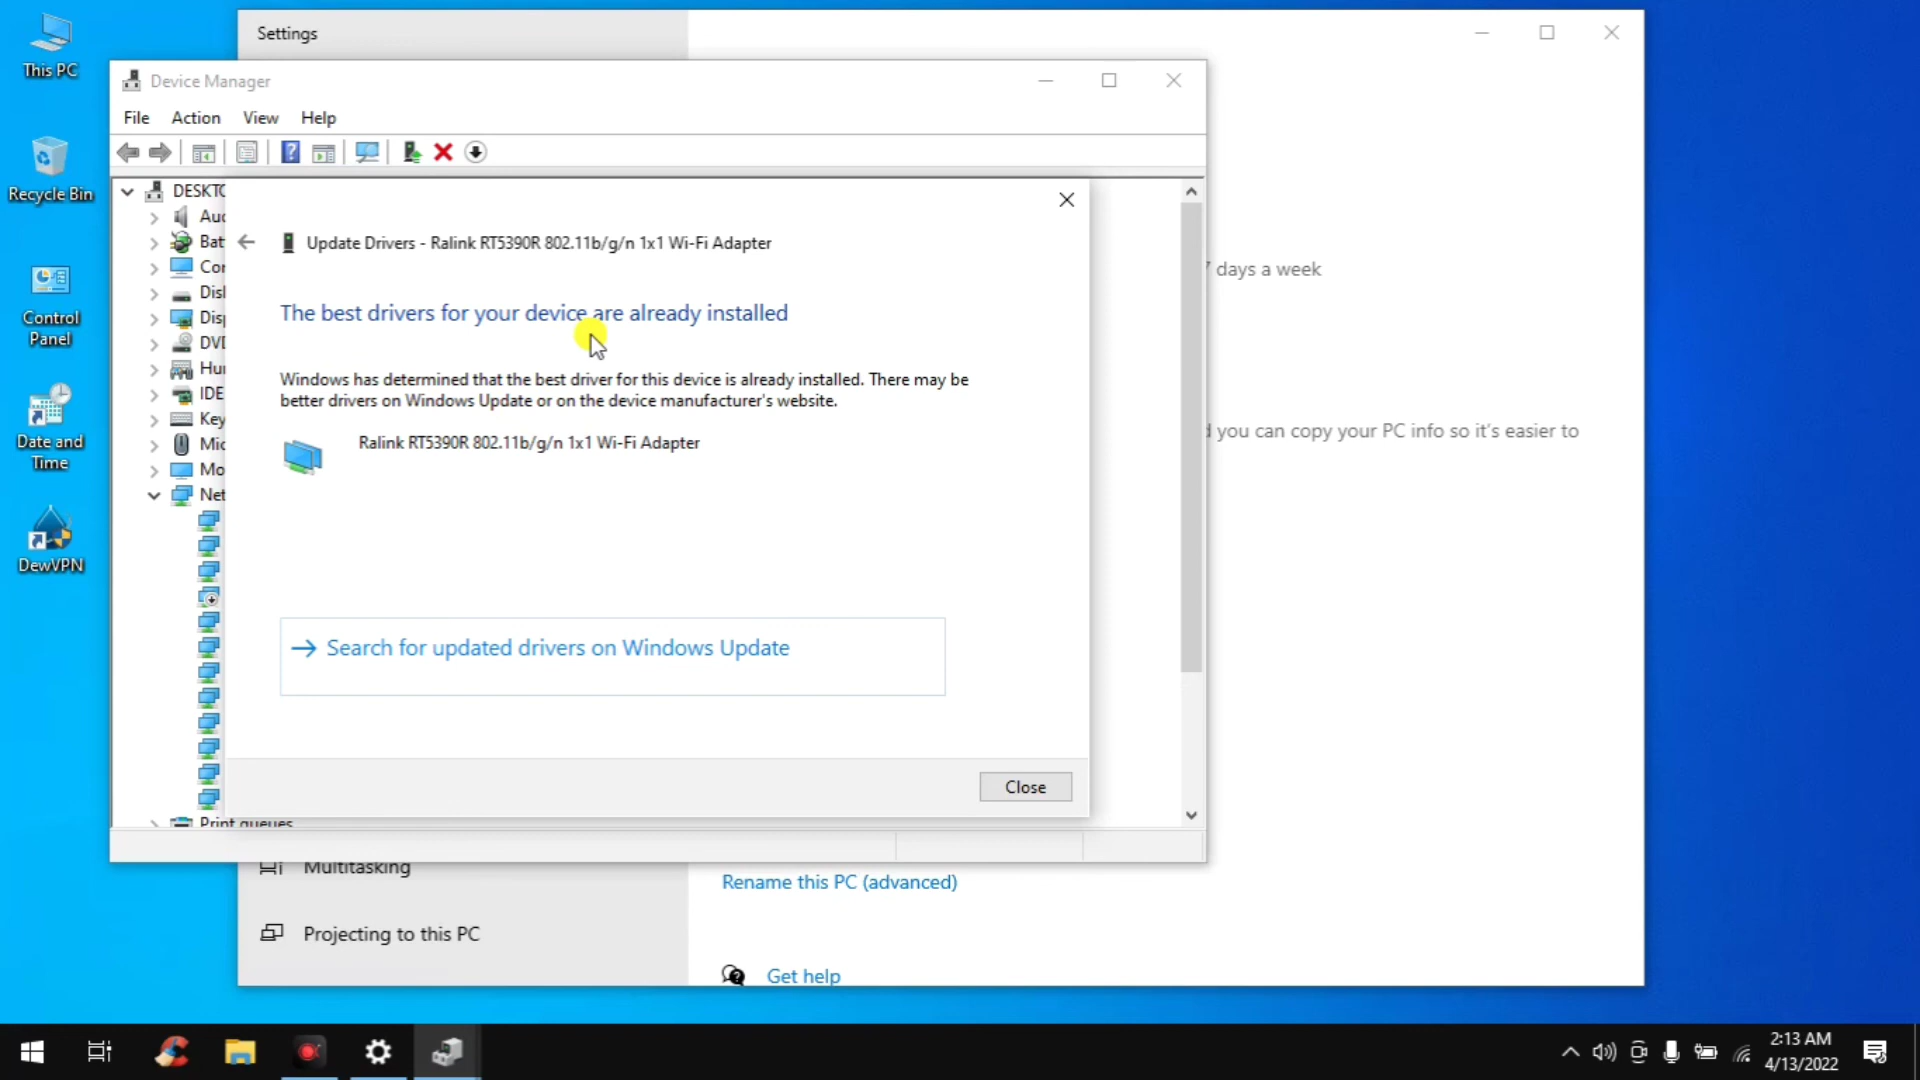 This PC
Recycle Bin
Control
Panel
Date and
Time
DewVPN
Settings
Device Manager
File Action View Help
DESKTO
Aud
Bat
Cor
Disl
Disp
DVD
Hun
IDE
Key
Mic
Mo
Net
Print queues
Update Drivers - Ralink RT5390R 802.11b/g/n 1x1 Wi-Fi Adapter
The best drivers for your device are already installed
Windows has determined that the best driver for this device is already installed. There may be
better drivers on Windows Update or on the device manufacturer's website.
Ralink RT5390R 802.11b/g/n 1x1 Wi-Fi Adapter
Search for updated drivers on Windows Update
Close
7 days a week
d you can copy your PC info so it's easier to
Multitasking
Projecting to this PC
Rename this PC (advanced)
Get help
2:13 AM
4/13/2022